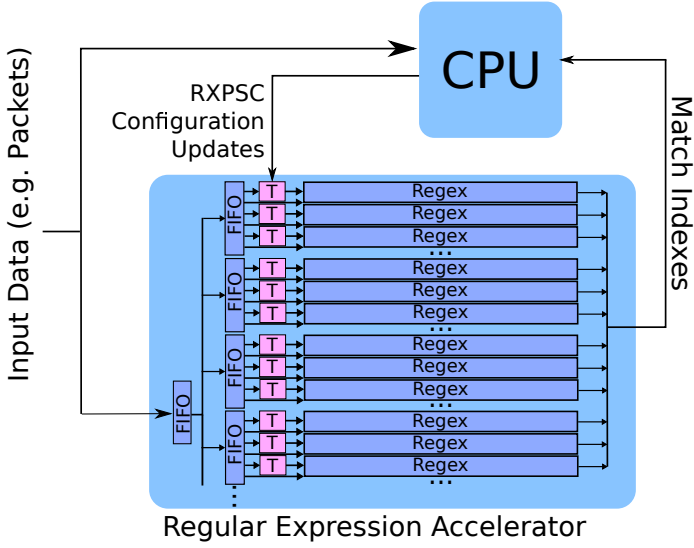 Input Data (e.g. Packets)
CPU
RXPSC
Configuration
Updates
Match Indexes
FIFO
FIFO
T
Regex
T
Regex
T
Regex
...
FIFO
T
Regex
T
Regex
T
Regex
...
FIFO
T
Regex
T
Regex
T
Regex
...
FIFO
T
Regex
T
Regex
T
Regex
...
Regular Expression Accelerator